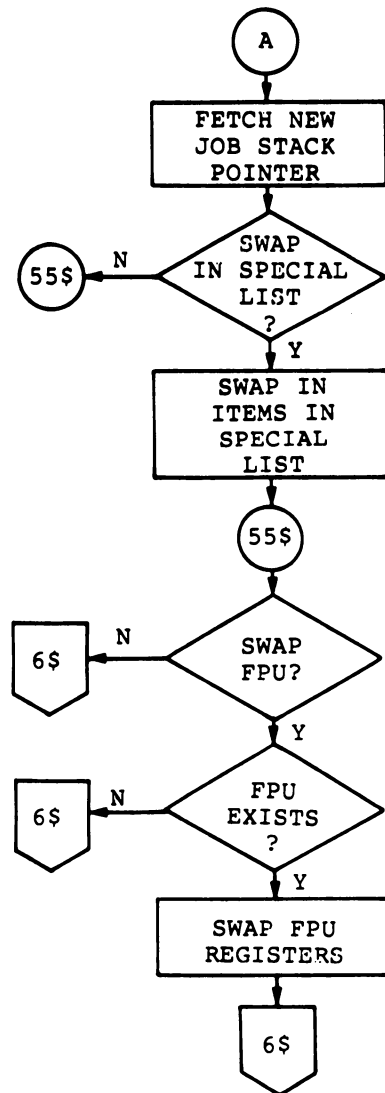 A
FETCH NEW
JOB STACK
POINTER
SWAP
IN SPECIAL
LIST
?
N
55$
Y
SWAP IN
ITEMS IN
SPECIAL
LIST
55$
SWAP
FPU?
N
6$
Y
FPU
EXISTS
?
N
6$
Y
SWAP FPU
REGISTERS
6$